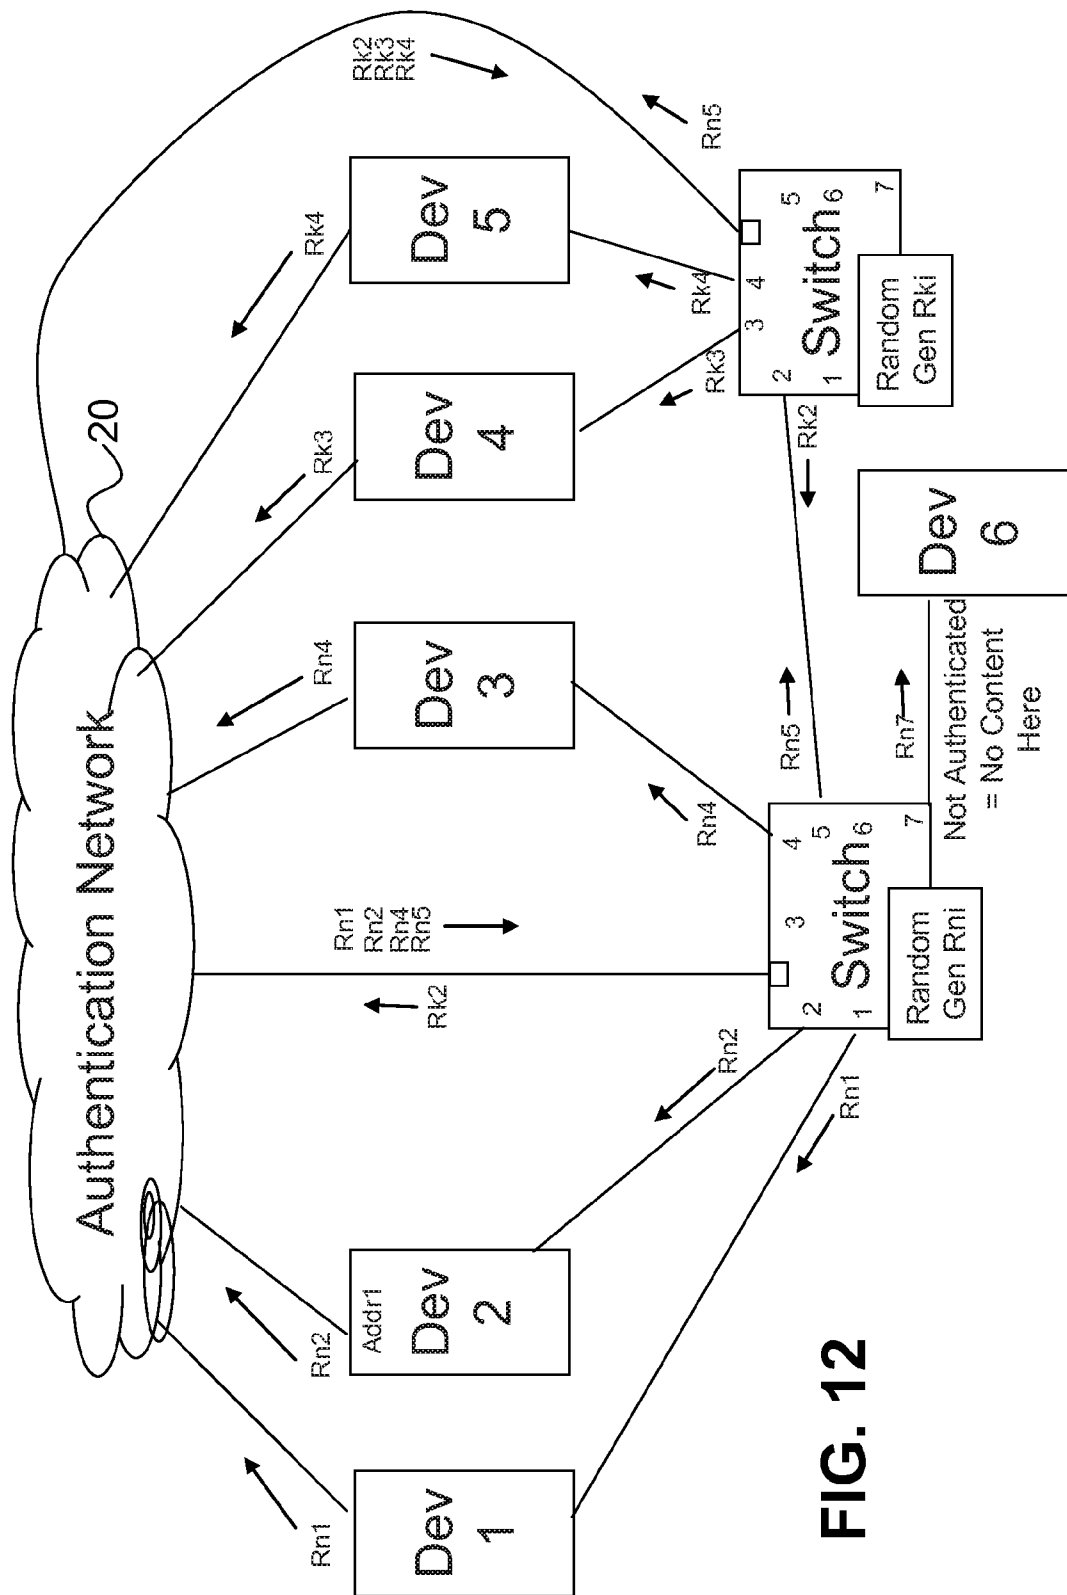 Authentication Network
20
Rn1
Rn2
Rk2
Rn1
Rn2
Rn4
Rn5
Rn4
Rk3
Rk4
Rk2
Rk3
Rk4
Dev
1
Addr1
Dev
2
Dev
3
Dev
4
Dev
5
Rn1
Rn2
Rn4
Rn5
Rk2
Rk3
Rk4
Rn5
1
2
3
4
5
6
7
Switch
Random
Gen Rni
1
2
3
4
5
6
7
Switch
Random
Gen Rki
Rn7
Not Authenticated
= No Content
Here
Dev
6
FIG. 12